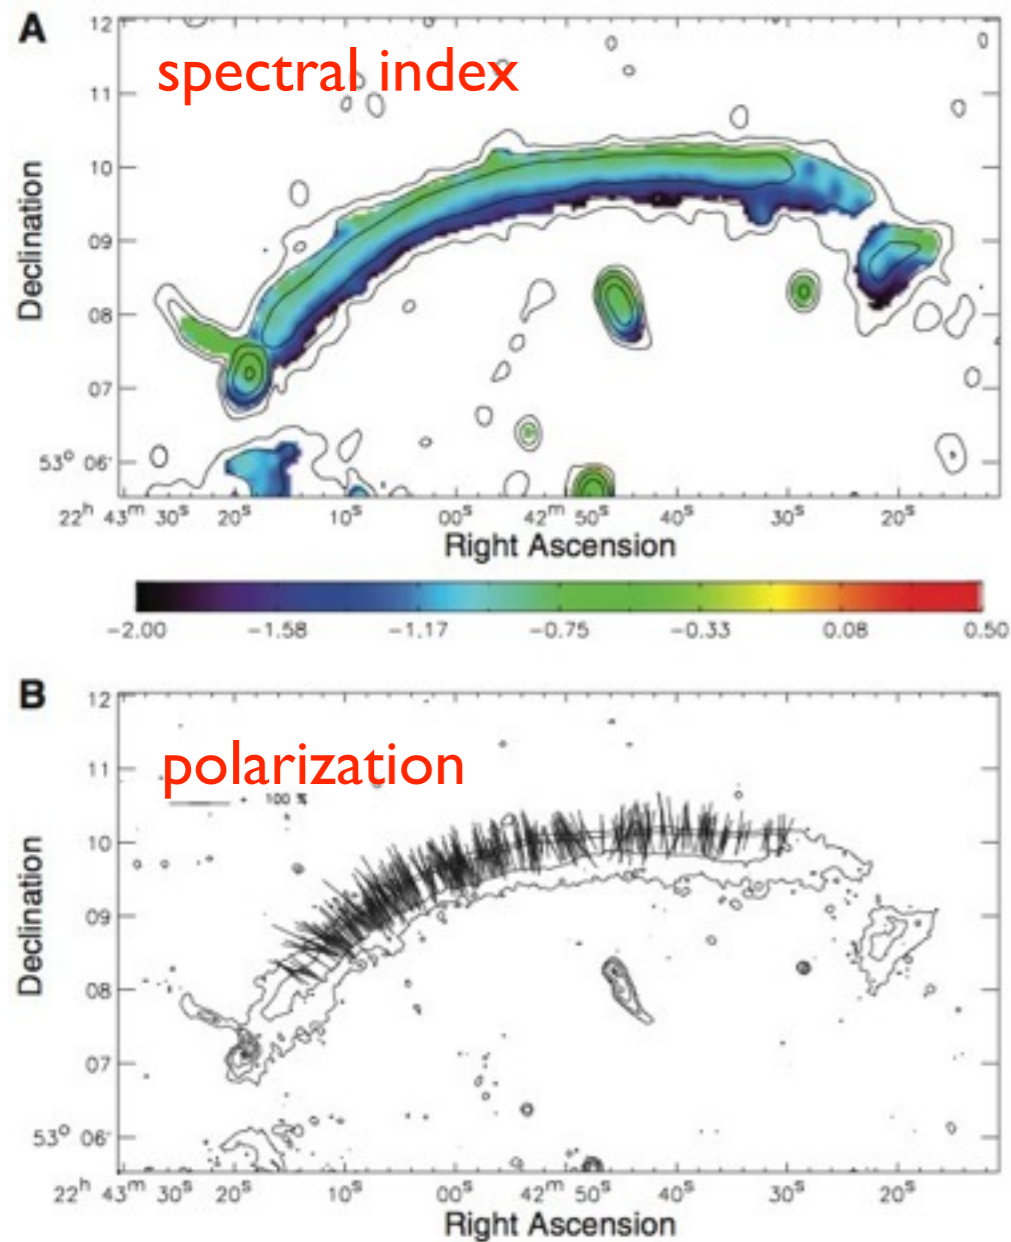 A
spectral index
12
11
10
09
08
07
53° 06'
Declination
22ʰ 43ᵐ 30ˢ 20ˢ 10ˢ 00ˢ 42ᵐ 50ˢ 40ˢ 30ˢ 20ˢ
Right Ascension
−2.00 −1.58 −1.17 −0.75 −0.33 0.08 0.50
B
polarization
100 %
12
11
10
09
08
07
53° 06'
Declination
22ʰ 43ᵐ 30ˢ 20ˢ 10ˢ 00ˢ 42ᵐ 50ˢ 40ˢ 30ˢ 20ˢ
Right Ascension